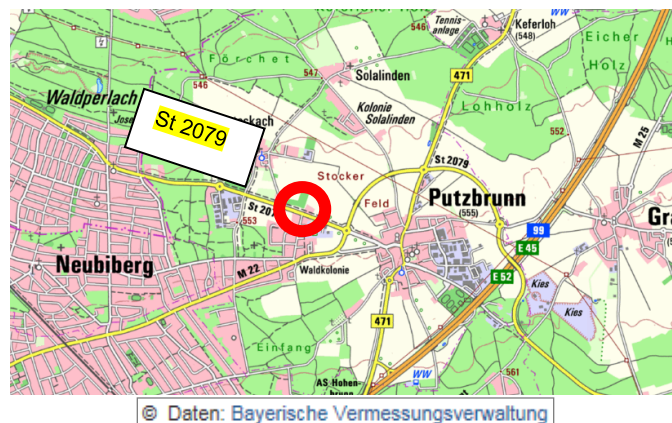 WW
Tennis-
anlage
Keferloh
(548)
546
Eicher
Holz
Förchet
547
Solalinden
471
546
Waldperlach
Kolonie
Solalinden
Lohholz
552
M 25
St 2079
St 2079
Stocker
Feld
Putzbrunn
(555)
553
99
E 45
Neubiberg
M 22
Waldkolonie
E 52
Kies
Kies
471
Einfang
561
WW
AS Hohen-
brunn
© Daten: Bayerische Vermessungsverwaltung